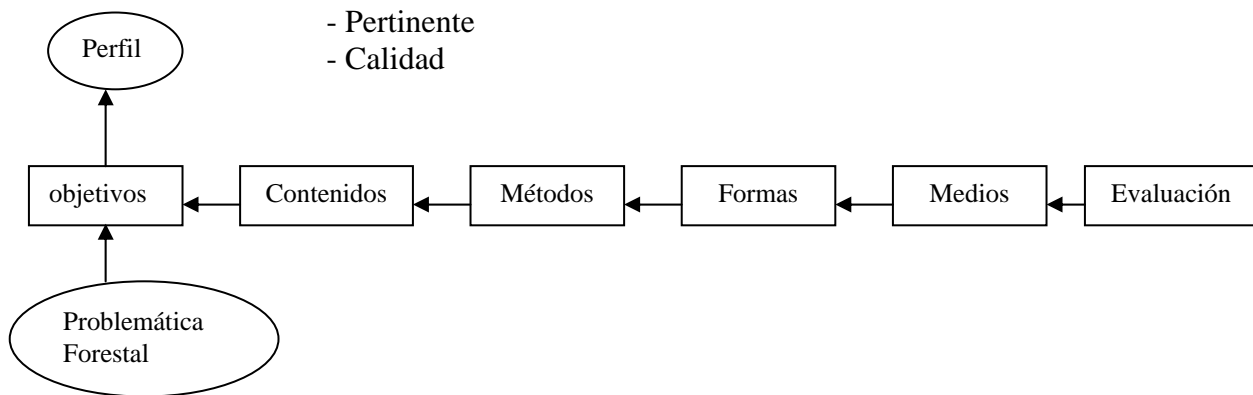 - Pertinente
- Calidad
Perfil
objetivos
Contenidos
Métodos
Formas
Medios
Evaluación
Problemática
Forestal